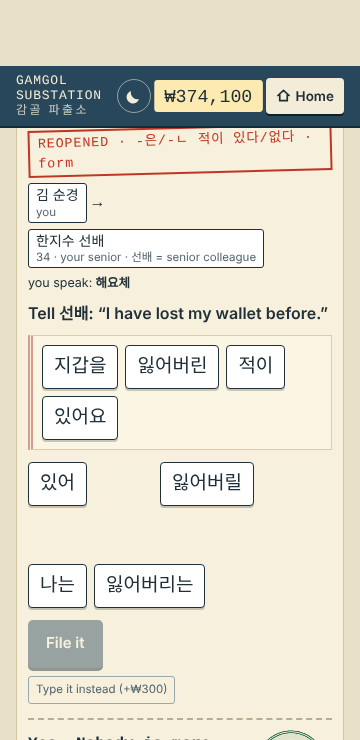 GAMGOL
SUBSTATION
감골 파출소
₩374,100
Home
REOPENED · -은/-ㄴ 적이 있다/없다 ·
form
김 순경
you
→
한지수 선배
34 · your senior · 선배 = senior colleague
you speak: 해요체
Tell 선배: “I have lost my wallet before.”
지갑을 잃어버린 적이
있어요
있어 잃어버릴
나는 잃어버리는
File it
Type it instead (+₩300)